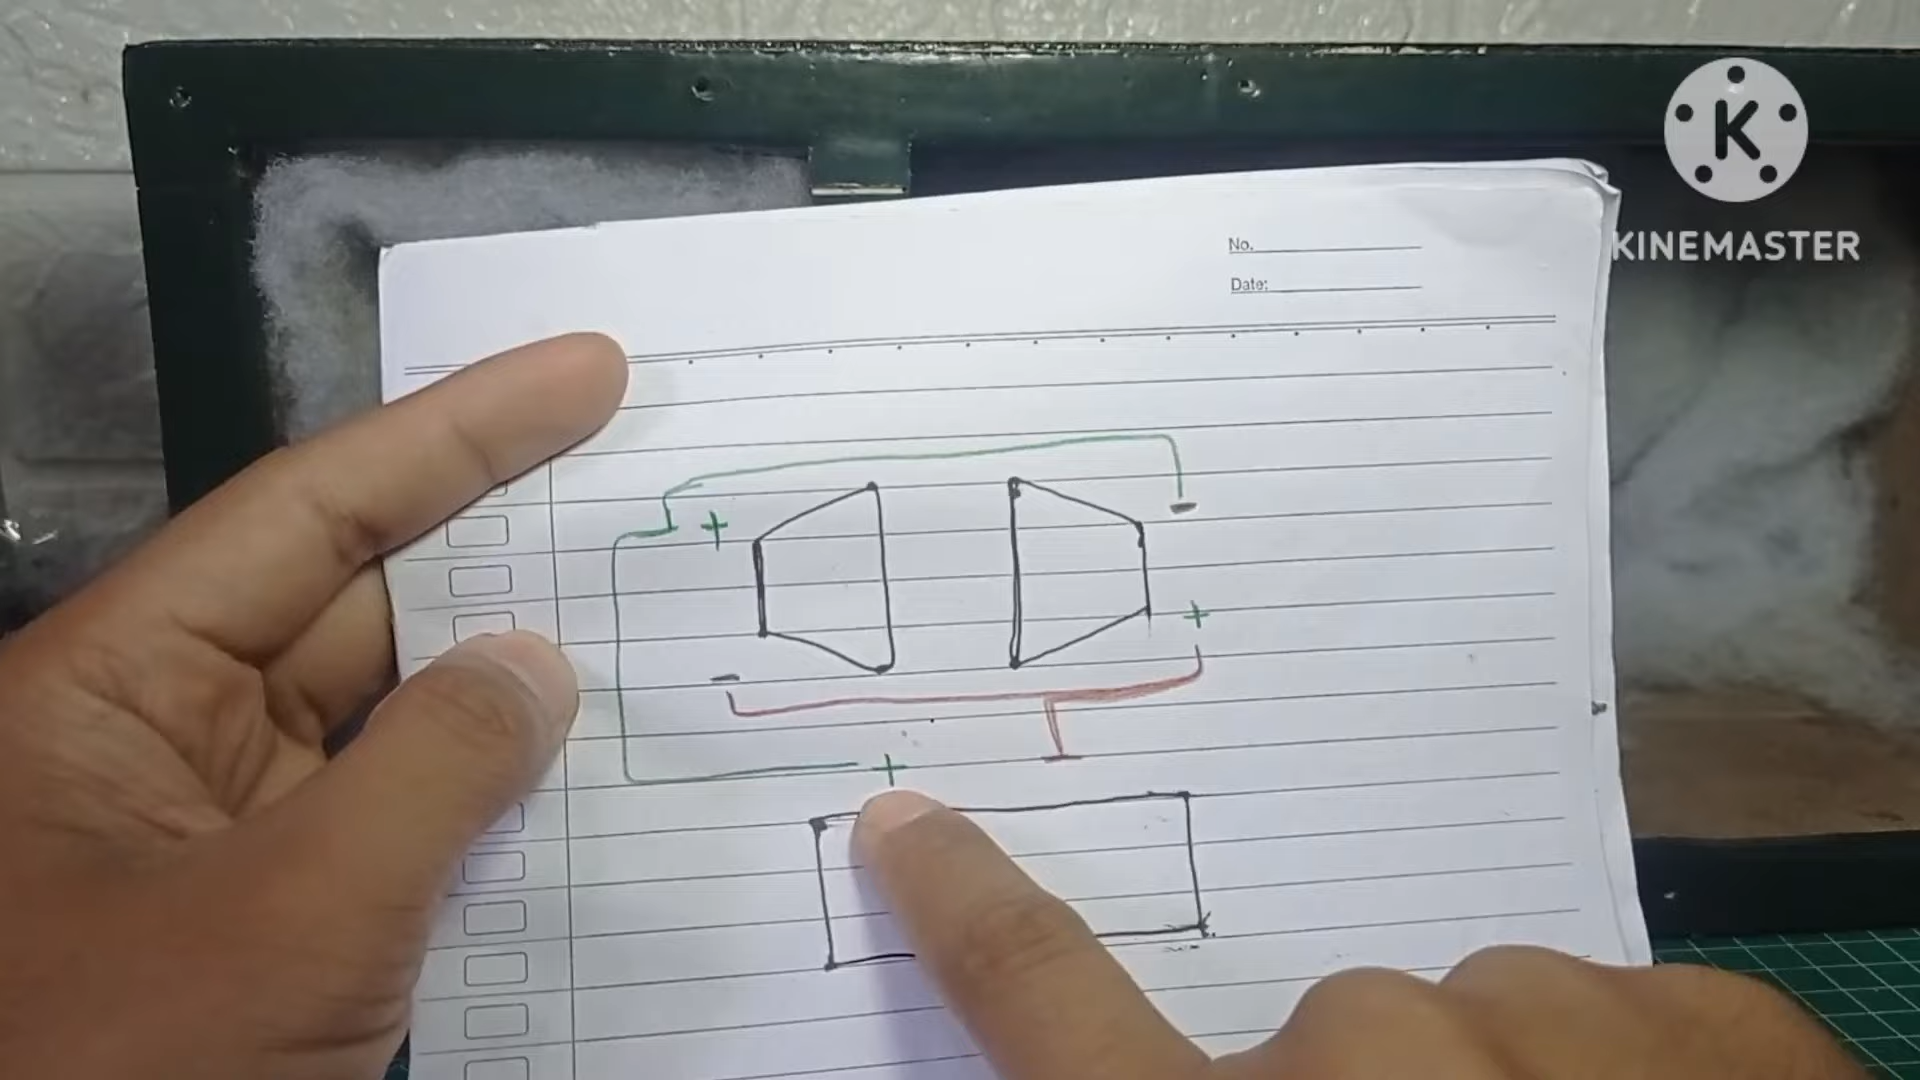 K
KINEMASTER
No.
Date:
+
-
+
-
+
-